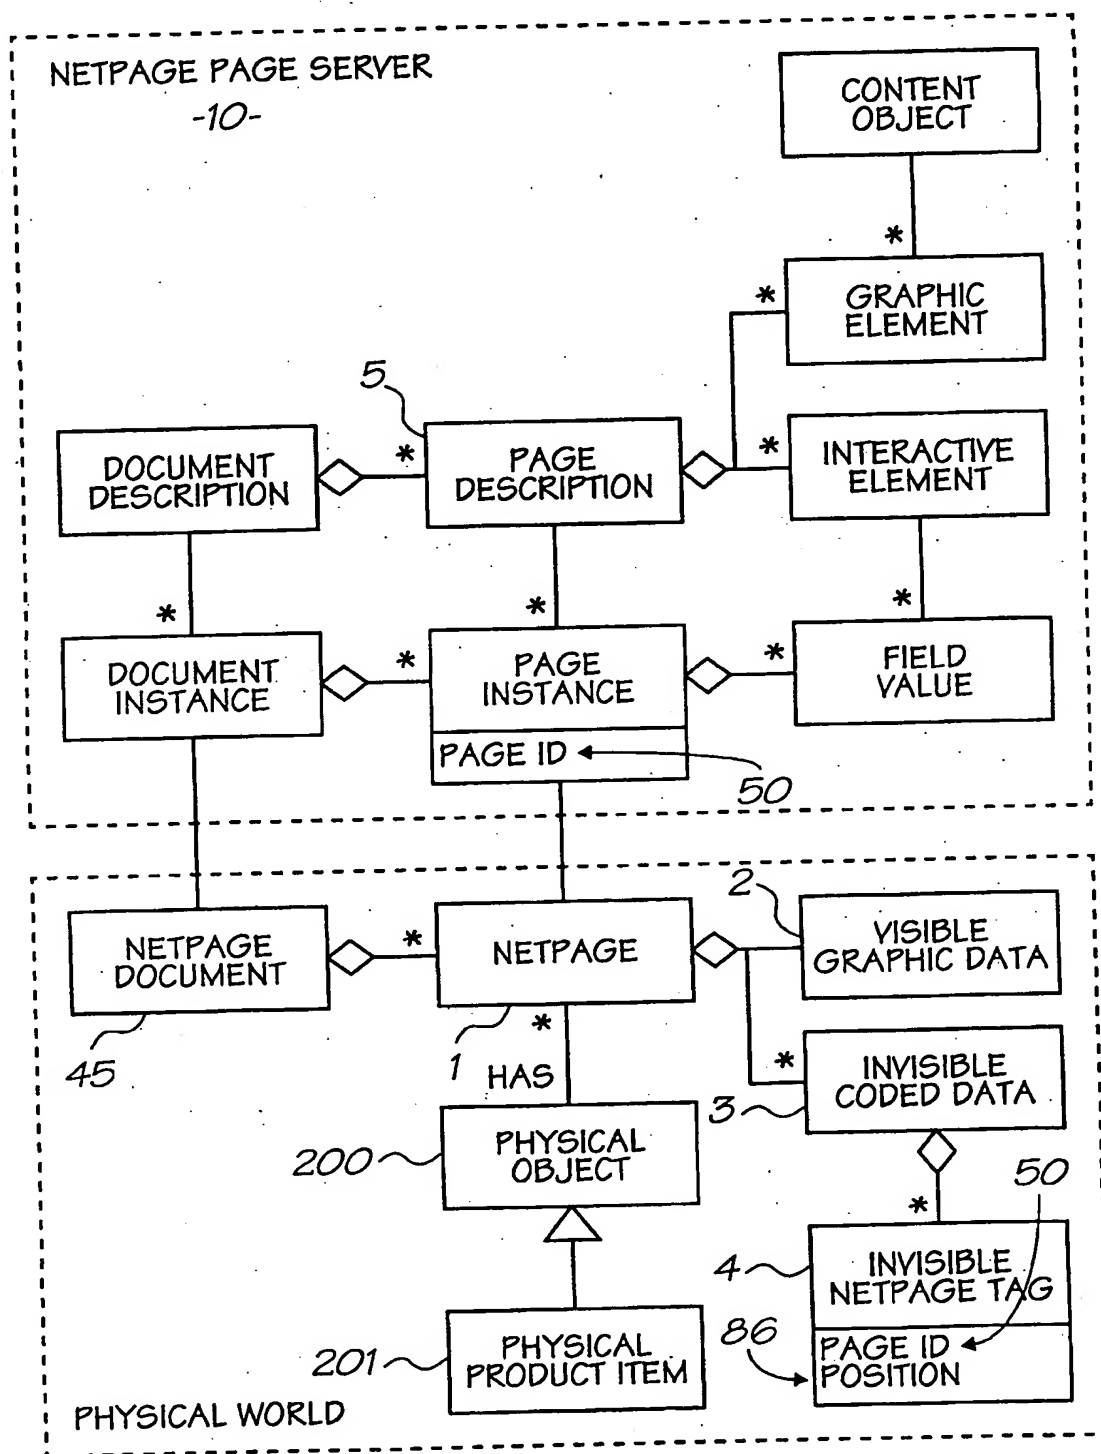 NETPAGE PAGE SERVER
-10-
CONTENT
OBJECT
*
GRAPHIC
ELEMENT
*
5
DOCUMENT
DESCRIPTION
*
PAGE
DESCRIPTION
*
INTERACTIVE
ELEMENT
*
*
*
DOCUMENT
INSTANCE
*
PAGE
INSTANCE
*
FIELD
VALUE
PAGE ID
50
2
NETPAGE
DOCUMENT
*
NETPAGE
VISIBLE
GRAPHIC DATA
45
1
*
HAS
*
INVISIBLE
CODED DATA
3
200
PHYSICAL
OBJECT
50
*
4
INVISIBLE
NETPAGE TAG
86
PAGE ID
POSITION
201
PHYSICAL
PRODUCT ITEM
PHYSICAL WORLD